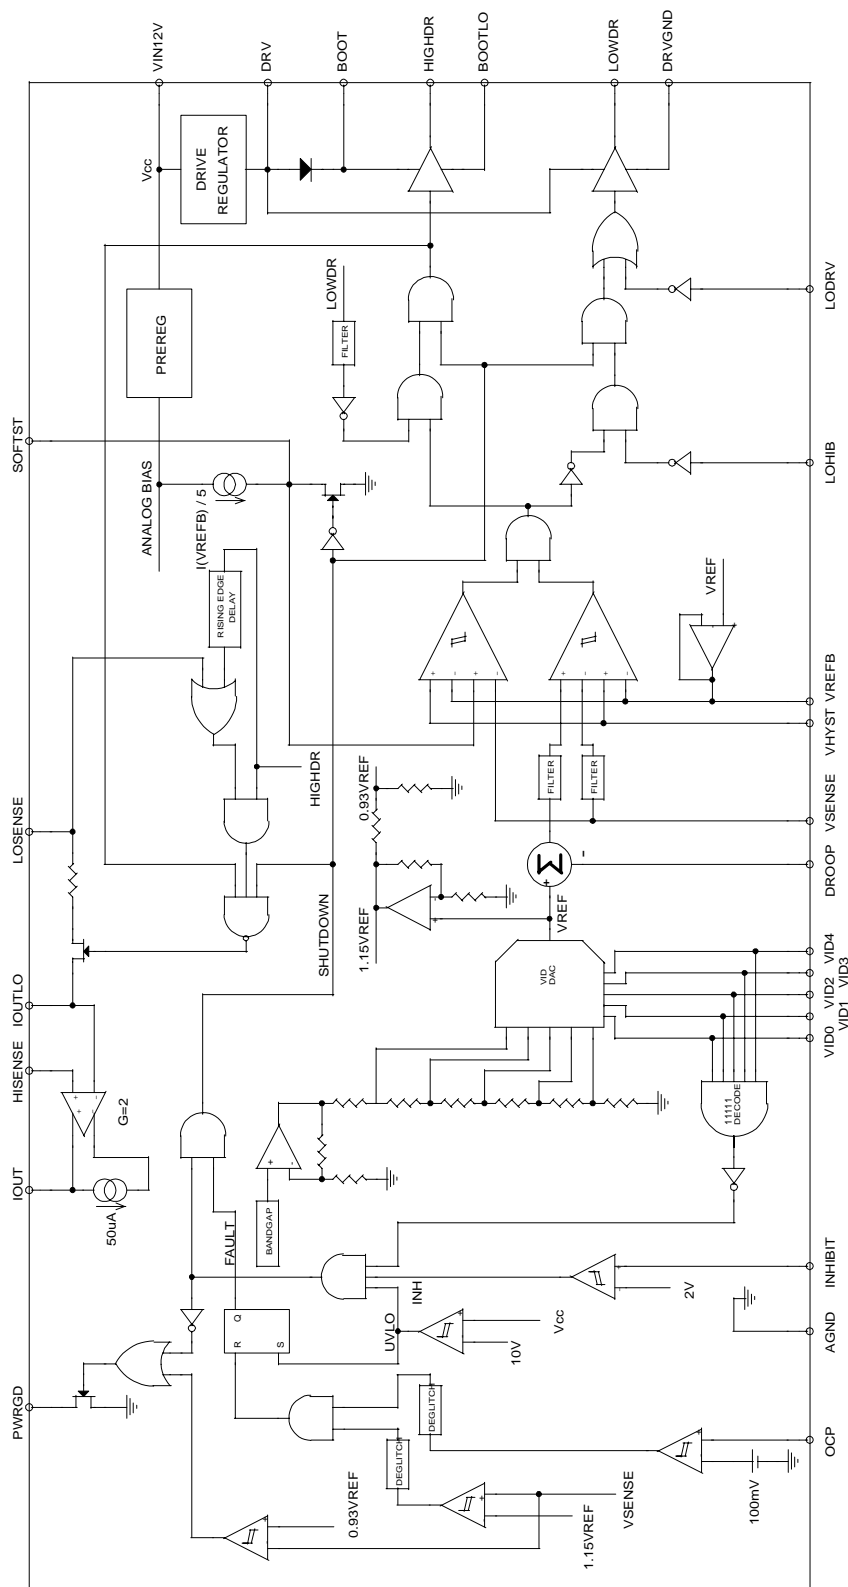 VIN12V
DRV
BOOT
HIGHDR
BOOTLO
LOWDR
DRVGND
Vcc
DRIVE
REGULATOR
PREREG
LOWDR
FILTER
LODRV
LOHIB
SOFTST
ANALOG BIAS
I(VREFB) / 5
RISING EDGE
DELAY
VREF
+
-
VREFB
VHYST
HIGHDR
+
-
+
-
+
-
+
-
FILTER
FILTER
VSENSE
0.93VREF
1.15VREF
LOSENSE
SHUTDOWN
Σ
+
-
DROOP
VREF
+
-
VID
DAC
VID4
VID3
VID2
VID1
VID0
11111
DECODE
IOUTLO
HISENSE
IOUT
+
-
+
-
G=2
50uA
BANDGAP
+
-
FAULT
INH
UVLO
R
Q
S
+
10V
Vcc
+
-
2V
INHIBIT
AGND
PWRGD
DEGLITCH
DEGLITCH
+
100mV
OCP
+
0.93VREF
+
1.15VREF
VSENSE